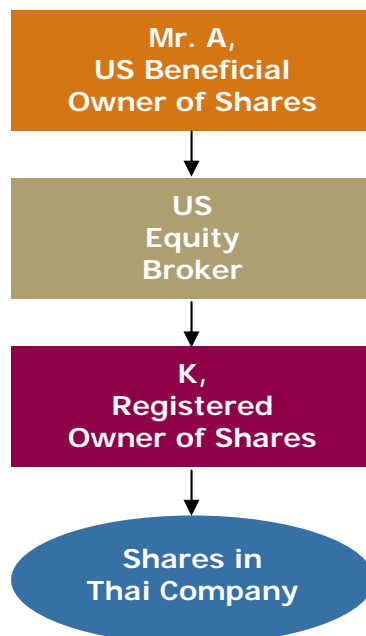 Mr. A,
US Beneficial
Owner of Shares
US
Equity
Broker
K,
Registered
Owner of Shares
Shares in
Thai Company